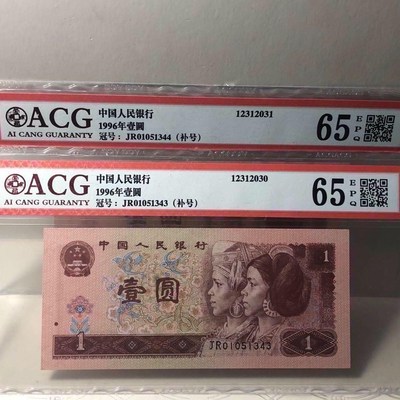 ACG
AI CANG GUARANTY
中国人民银行
1996年壹圆
冠号：JR01051344（补号）
12312031
65
EPQ
ACG
AI CANG GUARANTY
中国人民银行
1996年壹圆
冠号：JR01051343（补号）
12312030
65
EPQ
中国人民银行
1
壹圆
1
JR01051343
1